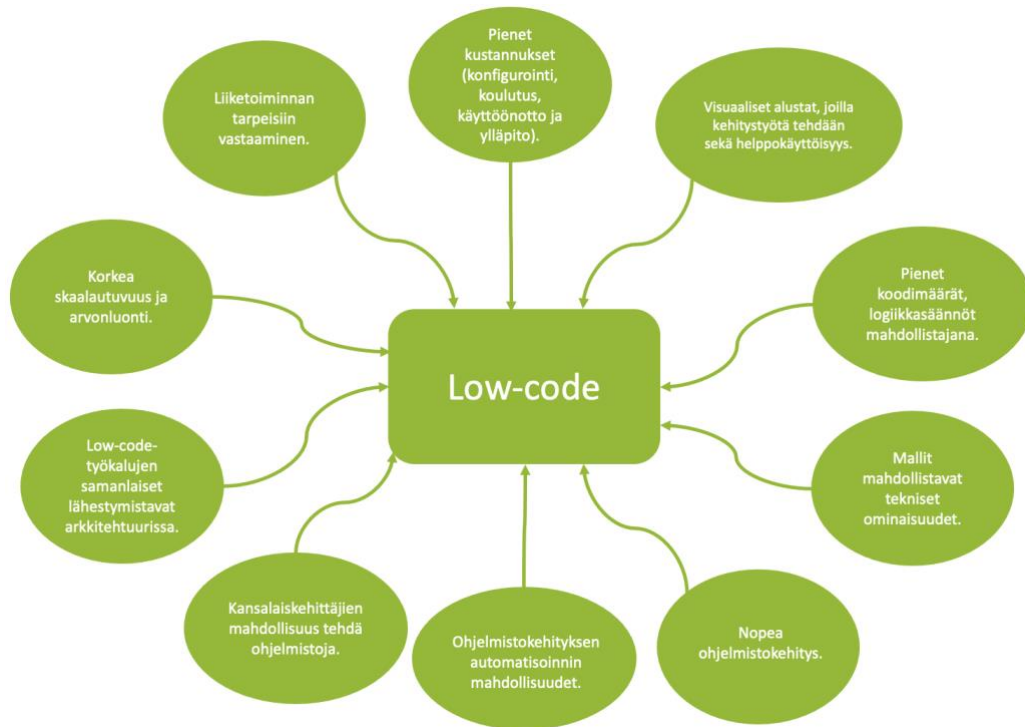 Pienet
kustannukset
(konfigurointi,
koulutus,
käyttöönotto ja
ylläpito).
Liiketoiminnan
tarpeisiin
vastaaminen.
Visuaaliset alustat, joilla
kehitystyötä tehdään
sekä helppokäyttöisyys.
Korkea
skaalautuvuus ja
arvonluonti.
Pienet
koodimäärät,
logiikkasäännöt
mahdollistajana.
Low-code
Low-code-
työkalujen
samanlaiset
lähestymistavat
arkkitehtuurissa.
Mallit
mahdollistavat
tekniset
ominaisuudet.
Kansalaiskehittäjien
mahdollisuus tehdä
ohjelmistoja.
Ohjelmistokehityksen
automatisoinnin
mahdollisuudet.
Nopea
ohjelmistokehitys.